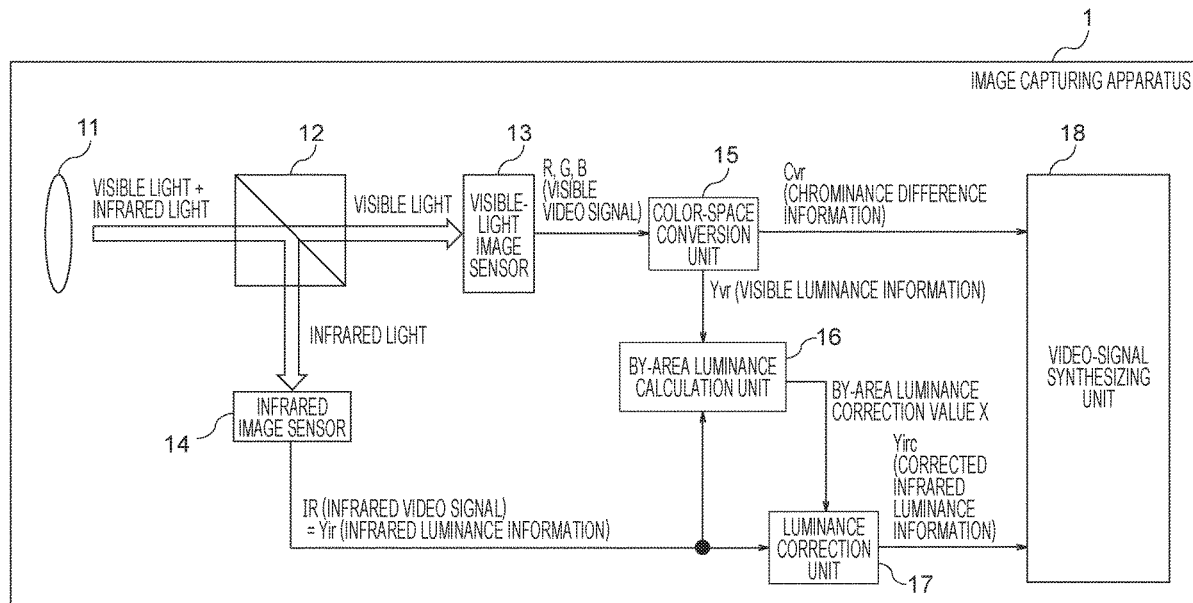 1
IMAGE CAPTURING APPARATUS
11
VISIBLE LIGHT +
INFRARED LIGHT
12
VISIBLE LIGHT
13
VISIBLE-
LIGHT
IMAGE
SENSOR
R, G, B
(VISIBLE
VIDEO SIGNAL)
15
COLOR-SPACE
CONVERSION
UNIT
Cvr
(CHROMINANCE DIFFERENCE
INFORMATION)
18
VIDEO-SIGNAL
SYNTHESIZING
UNIT
Yvr (VISIBLE LUMINANCE INFORMATION)
INFRARED LIGHT
16
BY-AREA LUMINANCE
CALCULATION UNIT
BY-AREA LUMINANCE
CORRECTION VALUE X
14
INFRARED
IMAGE SENSOR
IR (INFRARED VIDEO SIGNAL)
= Yir (INFRARED LUMINANCE INFORMATION)
Yirc
(CORRECTED
INFRARED
LUMINANCE
INFORMATION)
LUMINANCE
CORRECTION
UNIT
17